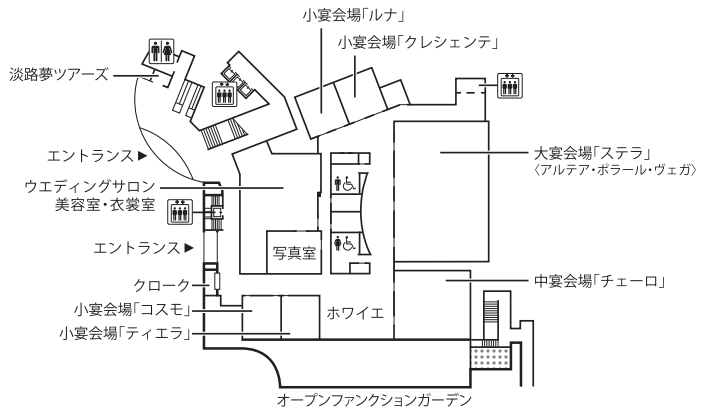 小宴会場「ルナ」
小宴会場「クレシェンテ」
淡路夢ツアーズ
エントランス
大宴会場「ステラ」
〈アルテア・ポラール・ヴェガ〉
ウエディングサロン
美容室・衣裳室
写真室
エントランス
クローク
中宴会場「チェーロ」
小宴会場「コスモ」
ホワイエ
小宴会場「ティエラ」
オープンファンクションガーデン